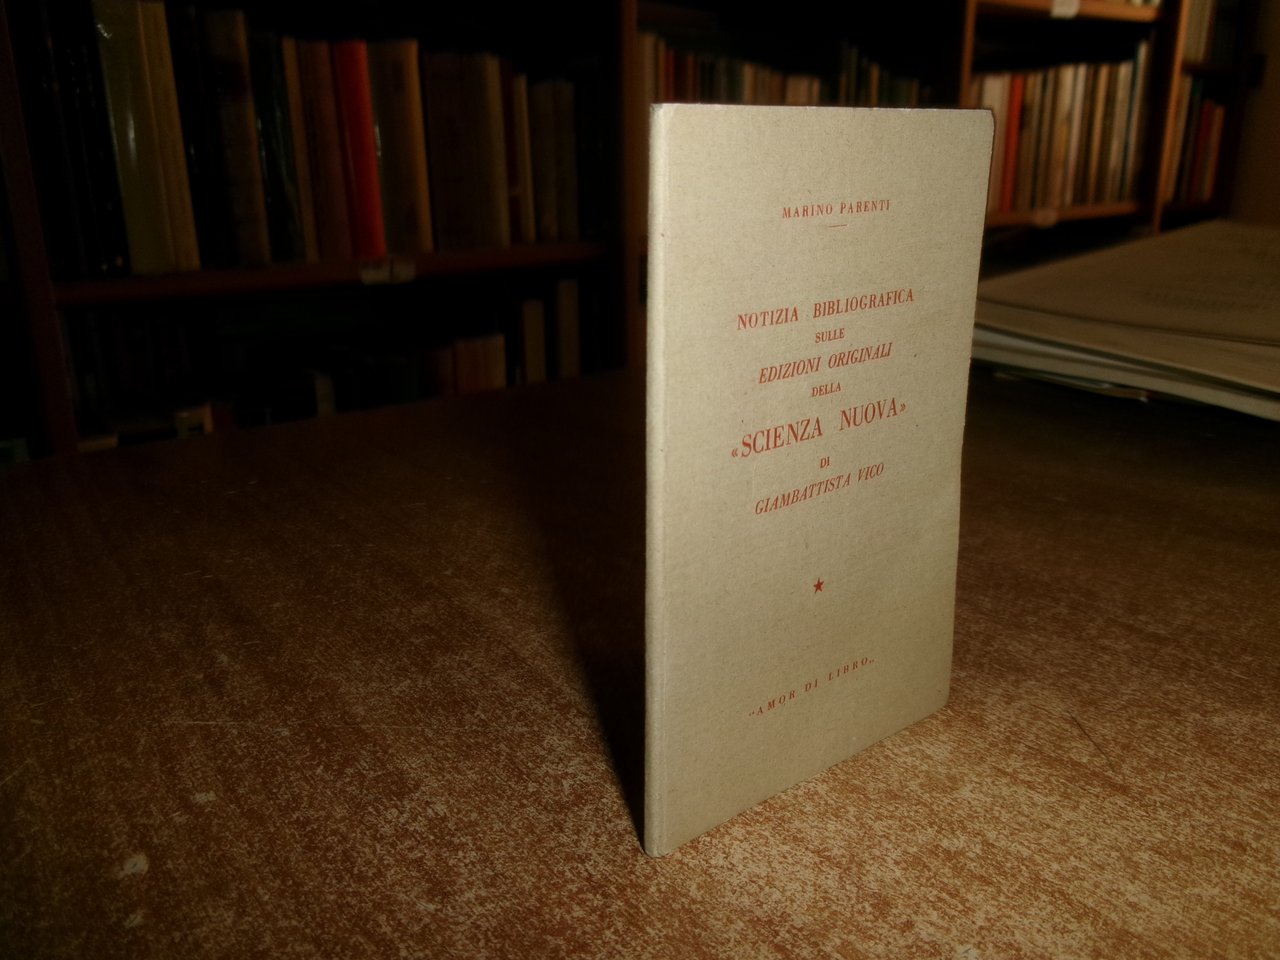 MARINO PARENTI
NOTIZIA BIBLIOGRAFICA
SULLE
EDIZIONI ORIGINALI
DELLA
«SCIENZA NUOVA»
DI
GIAMBATTISTA VICO
“AMOR DI LIBRO„